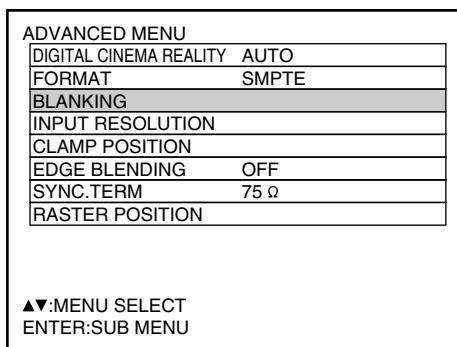 ADVANCED MENU
DIGITAL CINEMA REALITY AUTO
FORMAT SMPTE
BLANKING
INPUT RESOLUTION
CLAMP POSITION
EDGE BLENDING OFF
SYNC.TERM 75 Ω
RASTER POSITION
▲▼:MENU SELECT
ENTER:SUB MENU